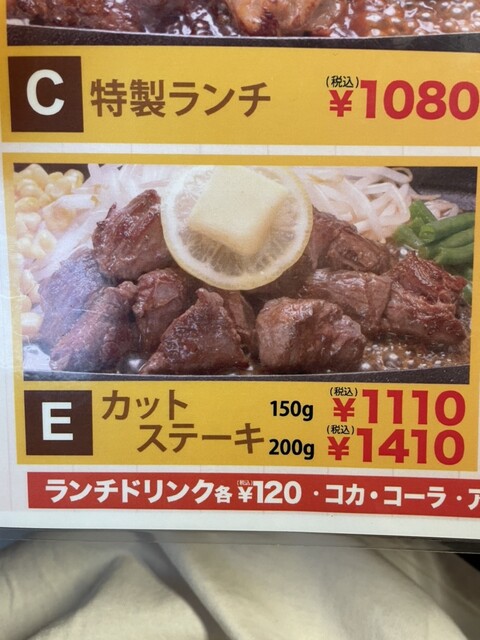 C 特製ランチ (税込) ¥1080
E カット 150g (税込) ¥1110
ステーキ 200g (税込) ¥1410
ランチドリンク各 (税込) ¥120・コカ・コーラ・